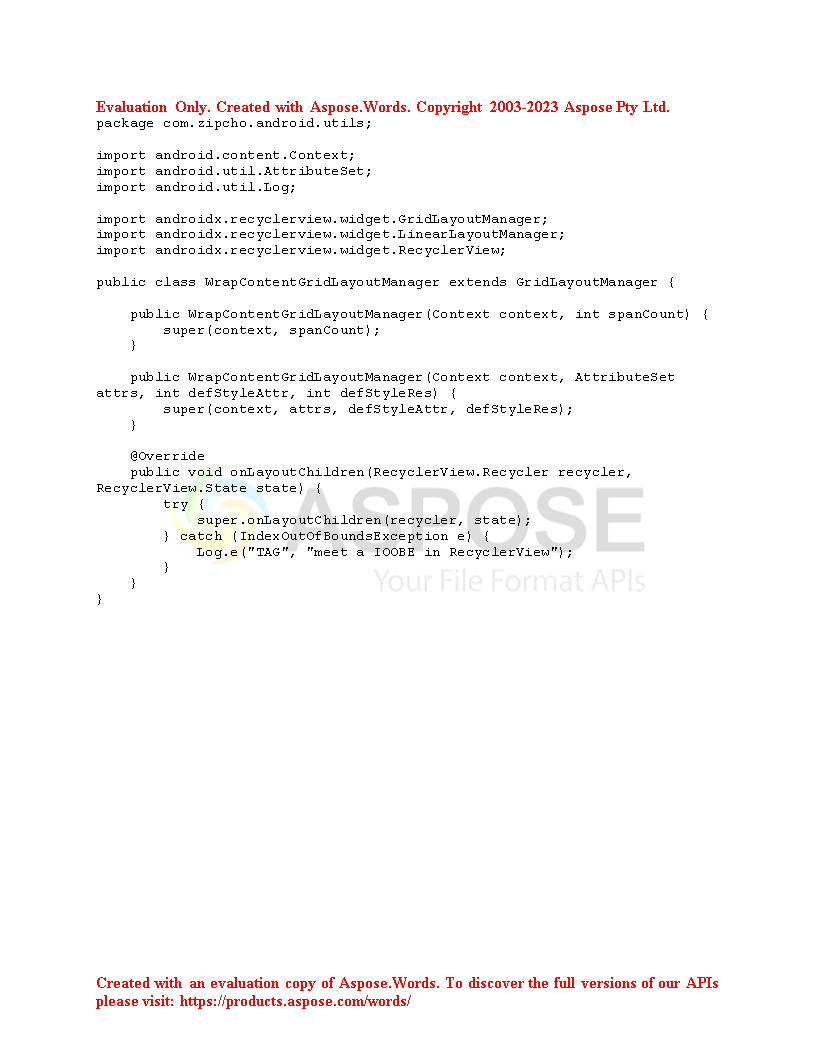 Evaluation Only. Created with Aspose.Words. Copyright 2003-2023 Aspose Pty Ltd.
package com.zipcho.android.utils;

import android.content.Context;
import android.util.AttributeSet;
import android.util.Log;

import androidx.recyclerview.widget.GridLayoutManager;
import androidx.recyclerview.widget.LinearLayoutManager;
import androidx.recyclerview.widget.RecyclerView;

public class WrapContentGridLayoutManager extends GridLayoutManager {

    public WrapContentGridLayoutManager(Context context, int spanCount) {
        super(context, spanCount);
    }

    public WrapContentGridLayoutManager(Context context, AttributeSet
attrs, int defStyleAttr, int defStyleRes) {
        super(context, attrs, defStyleAttr, defStyleRes);
    }

    @Override
    public void onLayoutChildren(RecyclerView.Recycler recycler,
RecyclerView.State state) {
        try {
            super.onLayoutChildren(recycler, state);
        } catch (IndexOutOfBoundsException e) {
            Log.e("TAG", "meet a IOOBE in RecyclerView");
        }
    }
}
ASPOSE
Your File Format APIs
Created with an evaluation copy of Aspose.Words. To discover the full versions of our APIs
please visit: https://products.aspose.com/words/